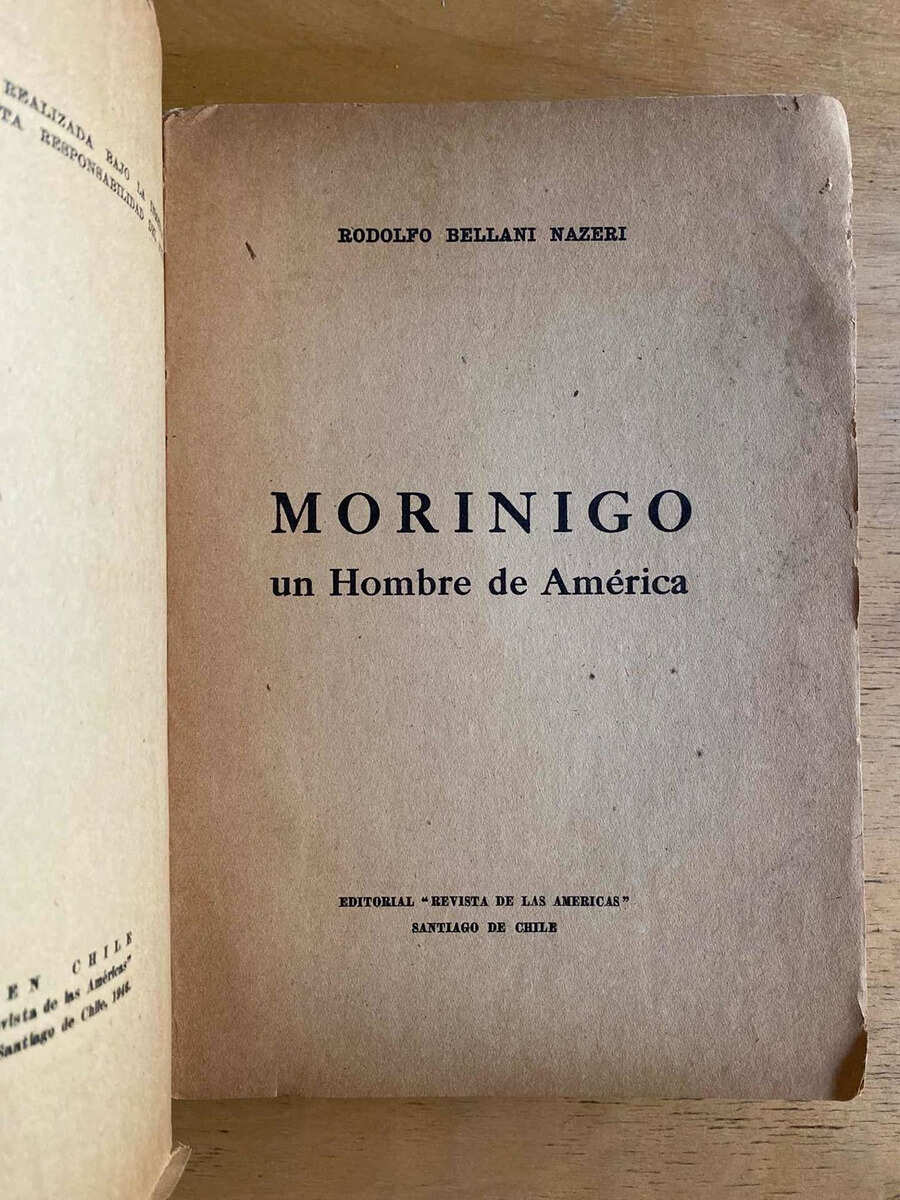 REALIZADA BAJO LA
TA RESPONSABILIDAD DE
EN CHILE
vista de las Américas"
Santiago de Chile,
RODOLFO BELLANI NAZERI
MORINIGO
un Hombre de América
EDITORIAL "REVISTA DE LAS AMERICAS"
SANTIAGO DE CHILE